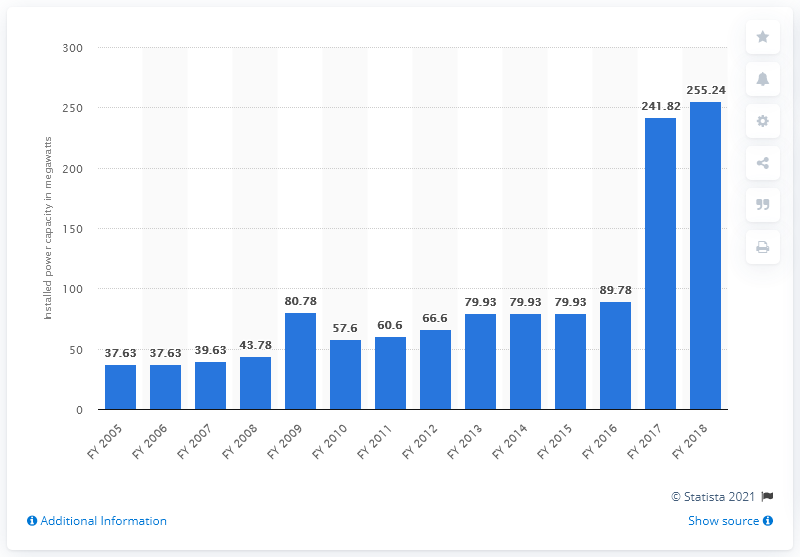 300
250
200
150
100
50
0
Installed power capacity in megawatts
37.63
37.63
39.63
43.78
80.78
57.6
60.6
66.6
79.93
79.93
79.93
89.78
241.82
255.24
FY 2005
FY 2006
FY 2007
FY 2008
FY 2009
FY 2010
FY 2011
FY 2012
FY 2013
FY 2014
FY 2015
FY 2016
FY 2017
FY 2018
© Statista 2021
Additional Information
Show source